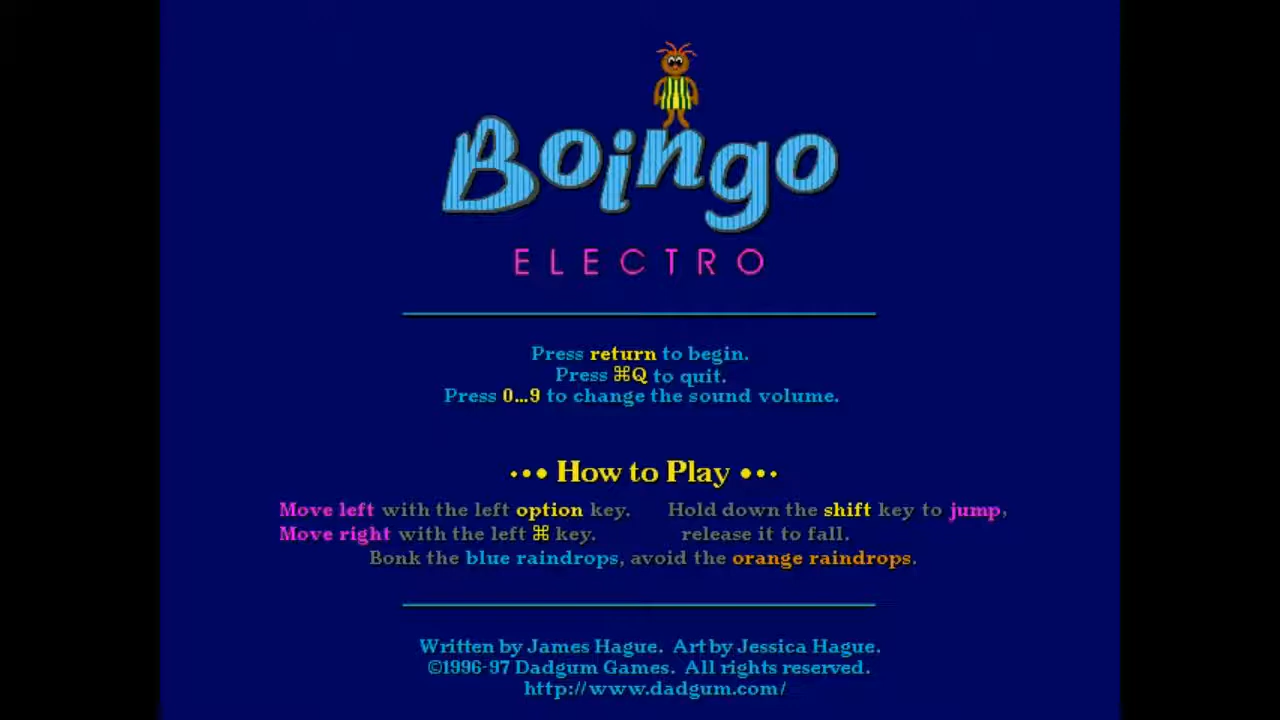 Boingo
ELECTRO
Press return to begin.
Press ⌘Q to quit.
Press 0...9 to change the sound volume.
••• How to Play •••
Move left with the left option key.
Move right with the left ⌘ key.
Hold down the shift key to jump,
release it to fall.
Bonk the blue raindrops, avoid the orange raindrops.
Written by James Hague. Art by Jessica Hague.
©1996-97 Dadgum Games. All rights reserved.
http://www.dadgum.com/